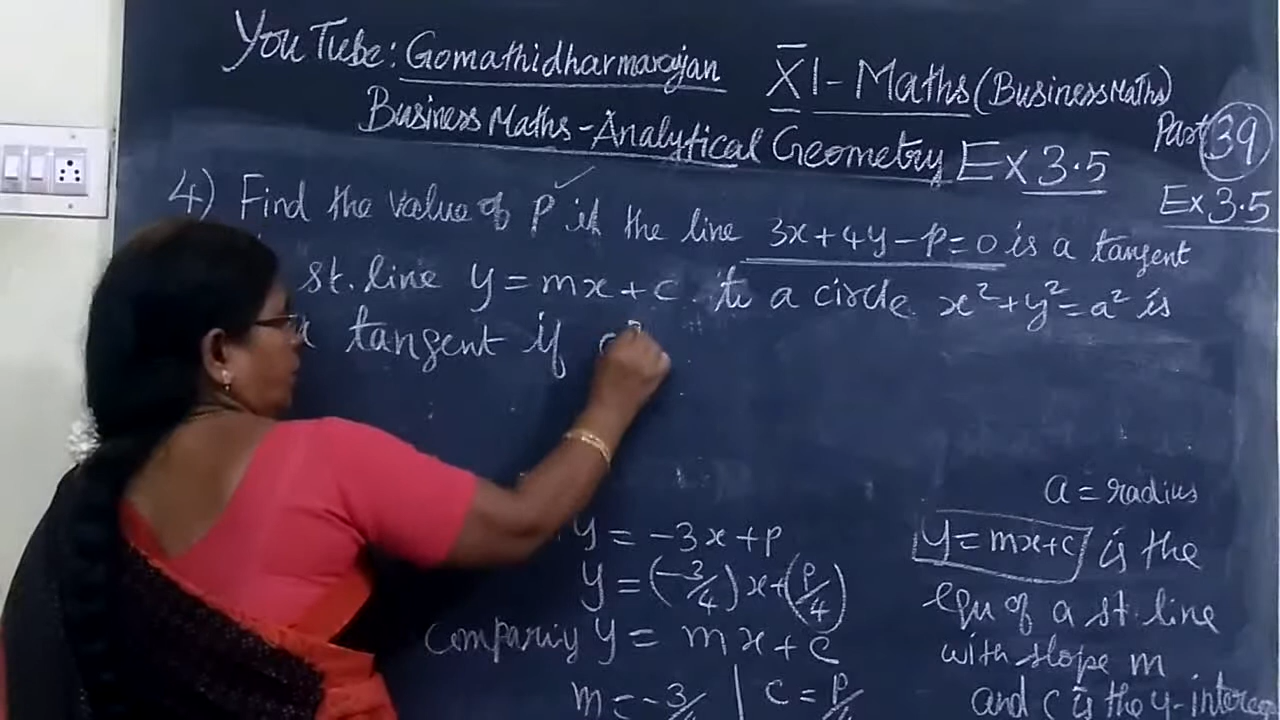 YouTube: Gomathidharmarajan XI-Maths (Business Maths)
Business Maths-Analytical Geometry Ex 3.5
Part 39
Ex 3.5
4) Find the value of P if the line 3x+4y-P=0 is a tangent
st.line y = mx + c to a circle x²+y²=a² is
tangent if
a = radius
y = -3x+p
y = (-3/4)x+(p/4)
y = mx+c is the
equ of a st.line
comparing y = mx + c
with slope m
m = -3/ | c = p/
and c is the y-interce